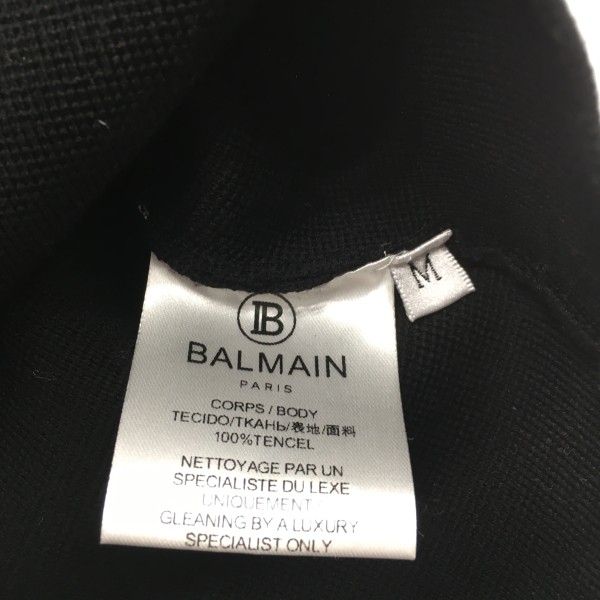 B
BALMAIN
PARIS
CORPS / BODY
TECIDO/ТКАНЬ/表地/面料
100%TENCEL
NETTOYAGE PAR UN
SPECIALISTE DU LEXE
UNIQUEMENT/
GLEANING BY A LUXURY
SPECIALIST ONLY
M